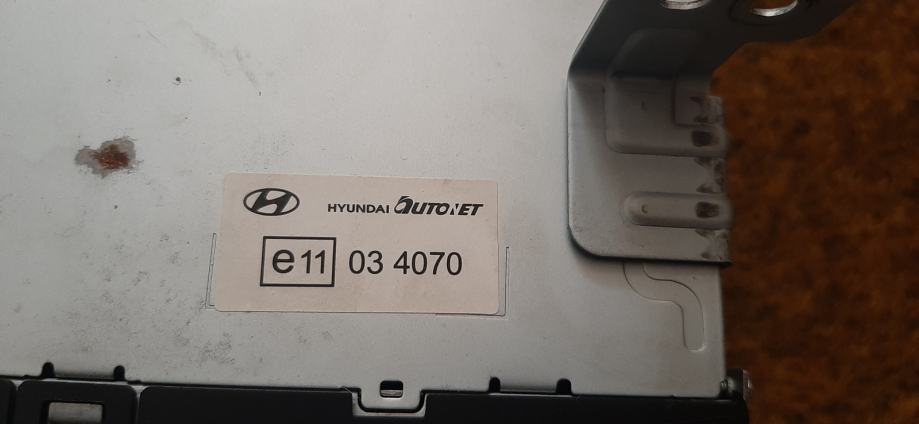 HYUNDAI AUTONET
e11 03 4070